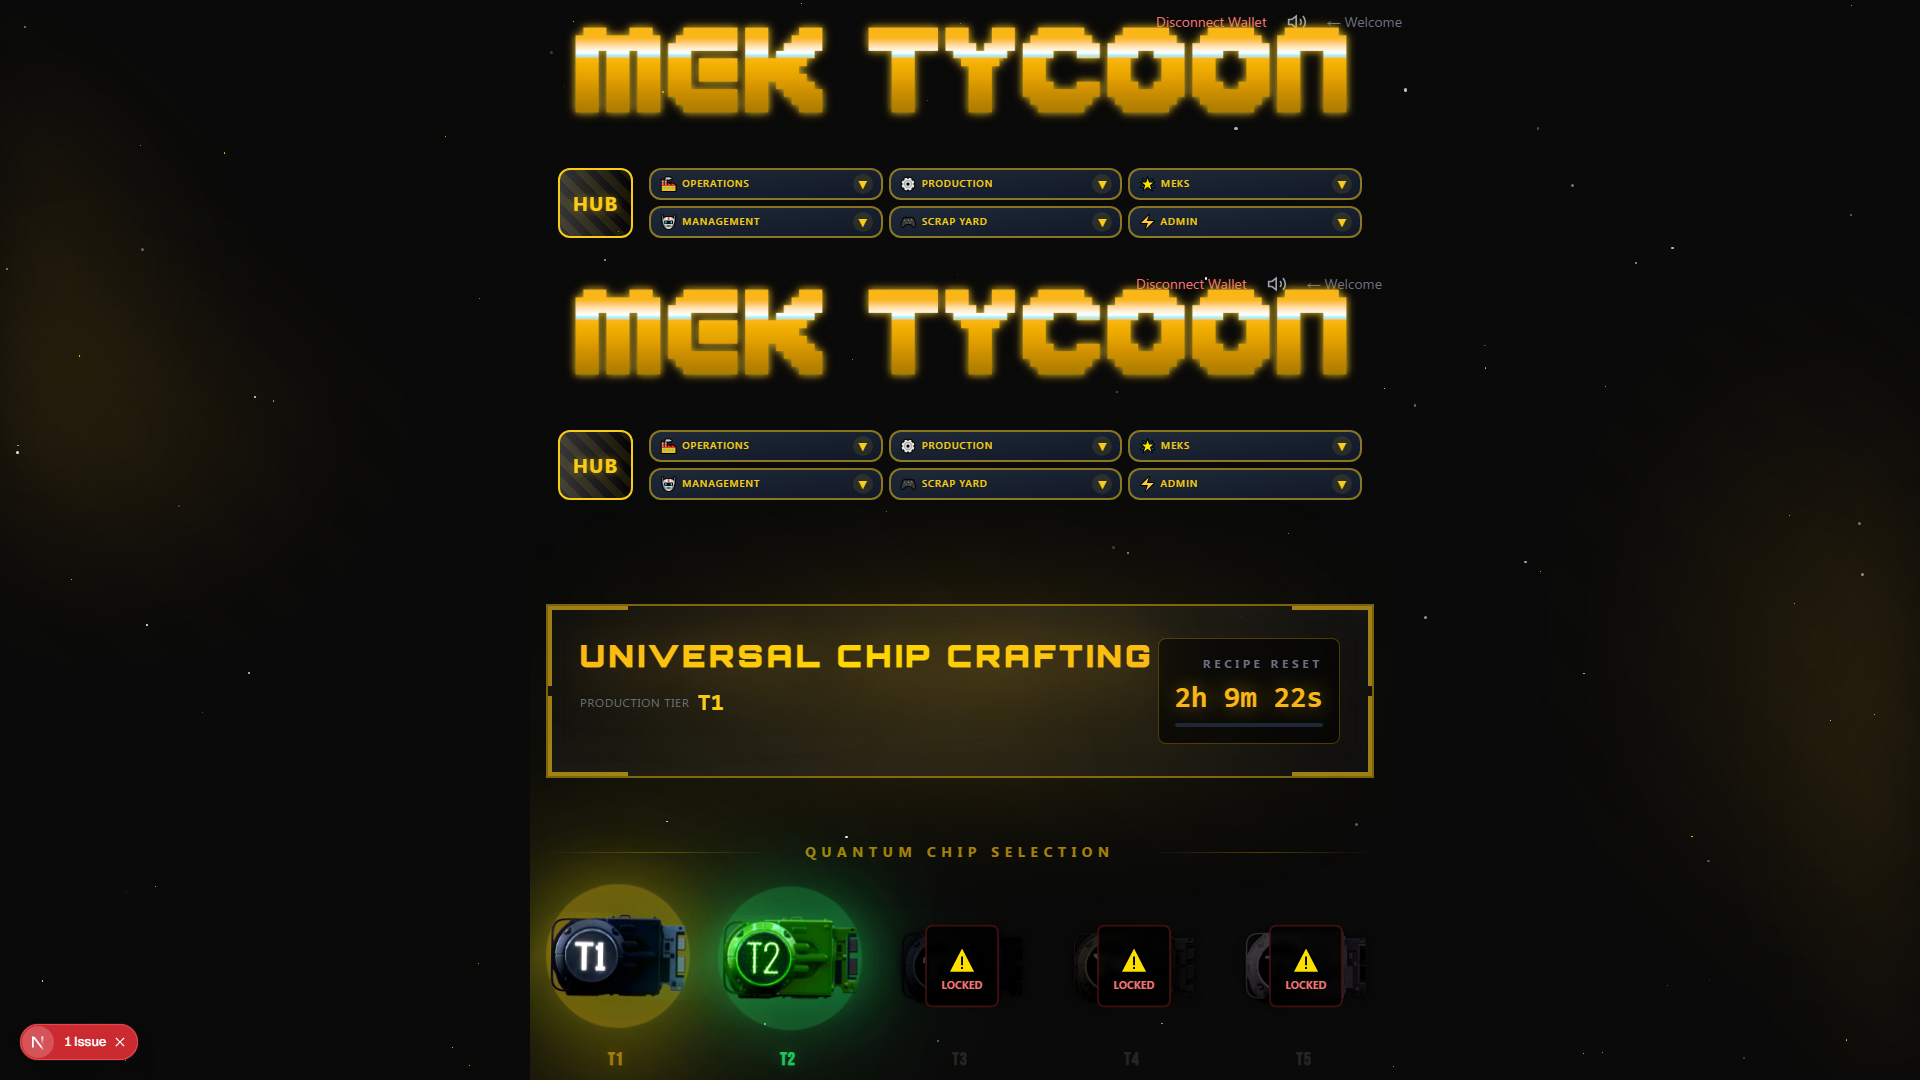 Disconnect Wallet ← Welcome
MEK TYCOON
HUB
OPERATIONS ▼
PRODUCTION ▼
MEKS ▼
MANAGEMENT ▼
SCRAP YARD ▼
ADMIN ▼
Disconnect Wallet ← Welcome
MEK TYCOON
HUB
OPERATIONS ▼
PRODUCTION ▼
MEKS ▼
MANAGEMENT ▼
SCRAP YARD ▼
ADMIN ▼
UNIVERSAL CHIP CRAFTING
PRODUCTION TIER T1
RECIPE RESET
2h 9m 22s
QUANTUM CHIP SELECTION
T1
T2
LOCKED
LOCKED
LOCKED
T1
T2
T3
T4
T5
N 1 Issue ×